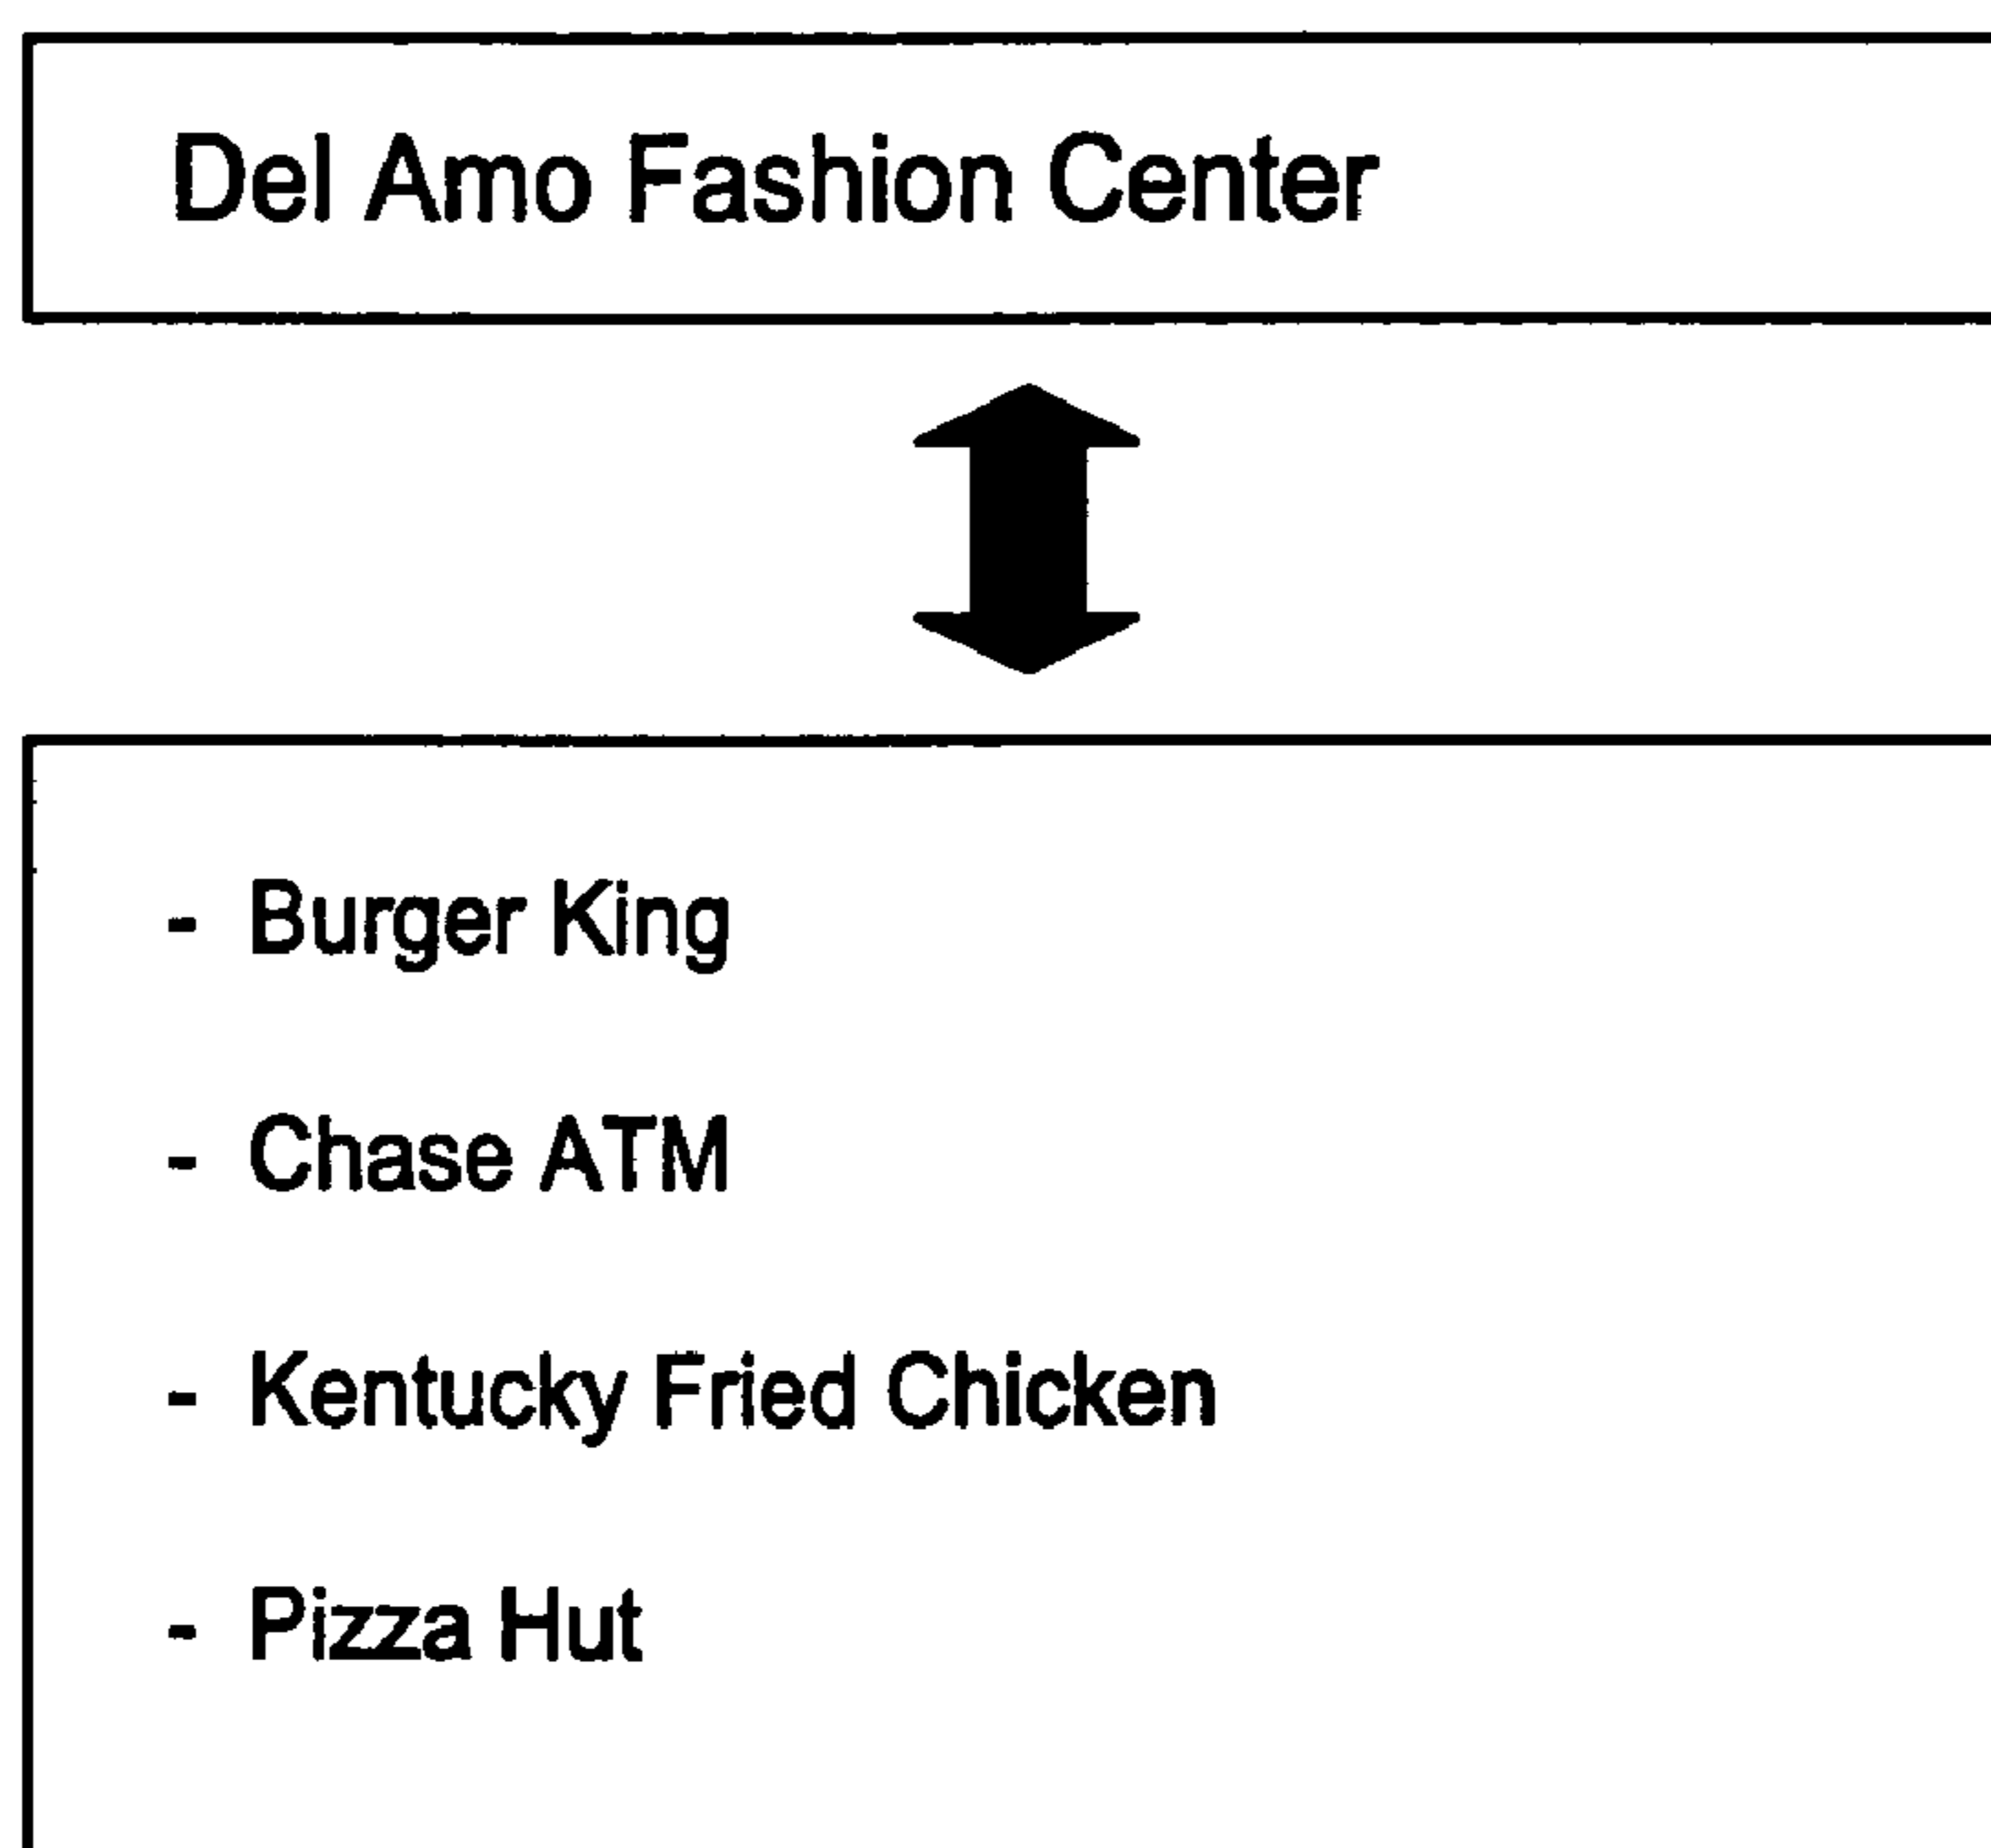 Del Amo Fashion Center
- Burger King
- Chase ATM
- Kentucky Fried Chicken
- Pizza Hut